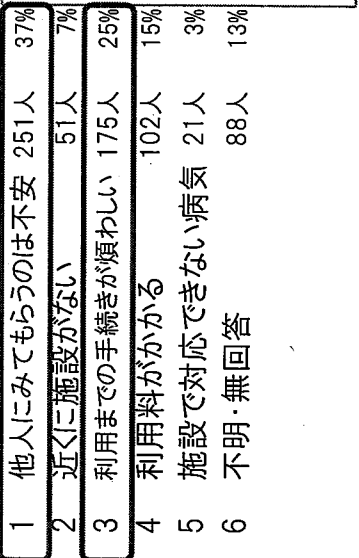 1 他人にみてもらうのは不安 251人 37%
2 近くに施設がない 51人 7%
3 利用までの手続きが煩わしい 175人 25%
4 利用料がかかる 102人 15%
5 施設で対応できない病気 21人 3%
6 不明・無回答 88人 13%